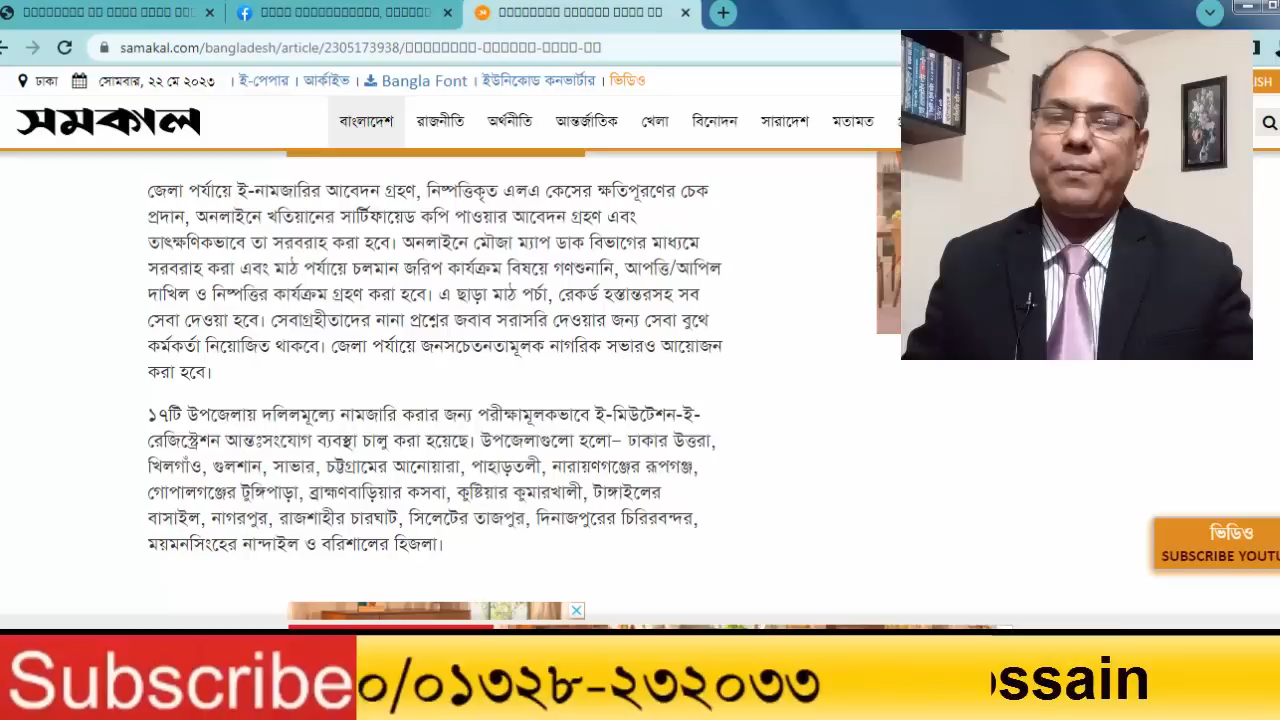 samakal.com/bangladesh/article/2305173938/
ঢাকা সোমবার, ২২ মে ২০২৩ । ই-পেপার । আর্কাইভ । Bangla Font । ইউনিকোড কনভার্টার । ভিডিও
সমকাল
বাংলাদেশ রাজনীতি অর্থনীতি আন্তর্জাতিক খেলা বিনোদন সারাদেশ মতামত
জেলা পর্যায়ে ই-নামজারির আবেদন গ্রহণ, নিষ্পত্তিকৃত এলএ কেসের ক্ষতিপূরণের চেক
প্রদান, অনলাইনে খতিয়ানের সার্টিফায়েড কপি পাওয়ার আবেদন গ্রহণ এবং
তাৎক্ষণিকভাবে তা সরবরাহ করা হবে। অনলাইনে মৌজা ম্যাপ ডাক বিভাগের মাধ্যমে
সরবরাহ করা এবং মাঠ পর্যায়ে চলমান জরিপ কার্যক্রম বিষয়ে গণশুনানি, আপত্তি/আপিল
দাখিল ও নিষ্পত্তির কার্যক্রম গ্রহণ করা হবে। এ ছাড়া মাঠ পর্চা, রেকর্ড হস্তান্তরসহ সব
সেবা দেওয়া হবে। সেবাগ্রহীতাদের নানা প্রশ্নের জবাব সরাসরি দেওয়ার জন্য সেবা বুথে
কর্মকর্তা নিয়োজিত থাকবে। জেলা পর্যায়ে জনসচেতনতামূলক নাগরিক সভারও আয়োজন
করা হবে।
১৭টি উপজেলায় দলিলমূল্যে নামজারি করার জন্য পরীক্ষামূলকভাবে ই-মিউটেশন-ই-
রেজিস্ট্রেশন আন্তঃসংযোগ ব্যবস্থা চালু করা হয়েছে। উপজেলাগুলো হলো– ঢাকার উত্তরা,
খিলগাঁও, গুলশান, সাভার, চট্টগ্রামের আনোয়ারা, পাহাড়তলী, নারায়ণগঞ্জের রূপগঞ্জ,
গোপালগঞ্জের টুঙ্গিপাড়া, ব্রাহ্মণবাড়িয়ার কসবা, কুষ্টিয়ার কুমারখালী, টাঙ্গাইলের
বাসাইল, নাগরপুর, রাজশাহীর চারঘাট, সিলেটের তাজপুর, দিনাজপুরের চিরিরবন্দর,
ময়মনসিংহের নান্দাইল ও বরিশালের হিজলা।
ভিডিও
SUBSCRIBE YOUTU
Subscribe ০/০১৩২৮-২৩২০৩৩ ossain